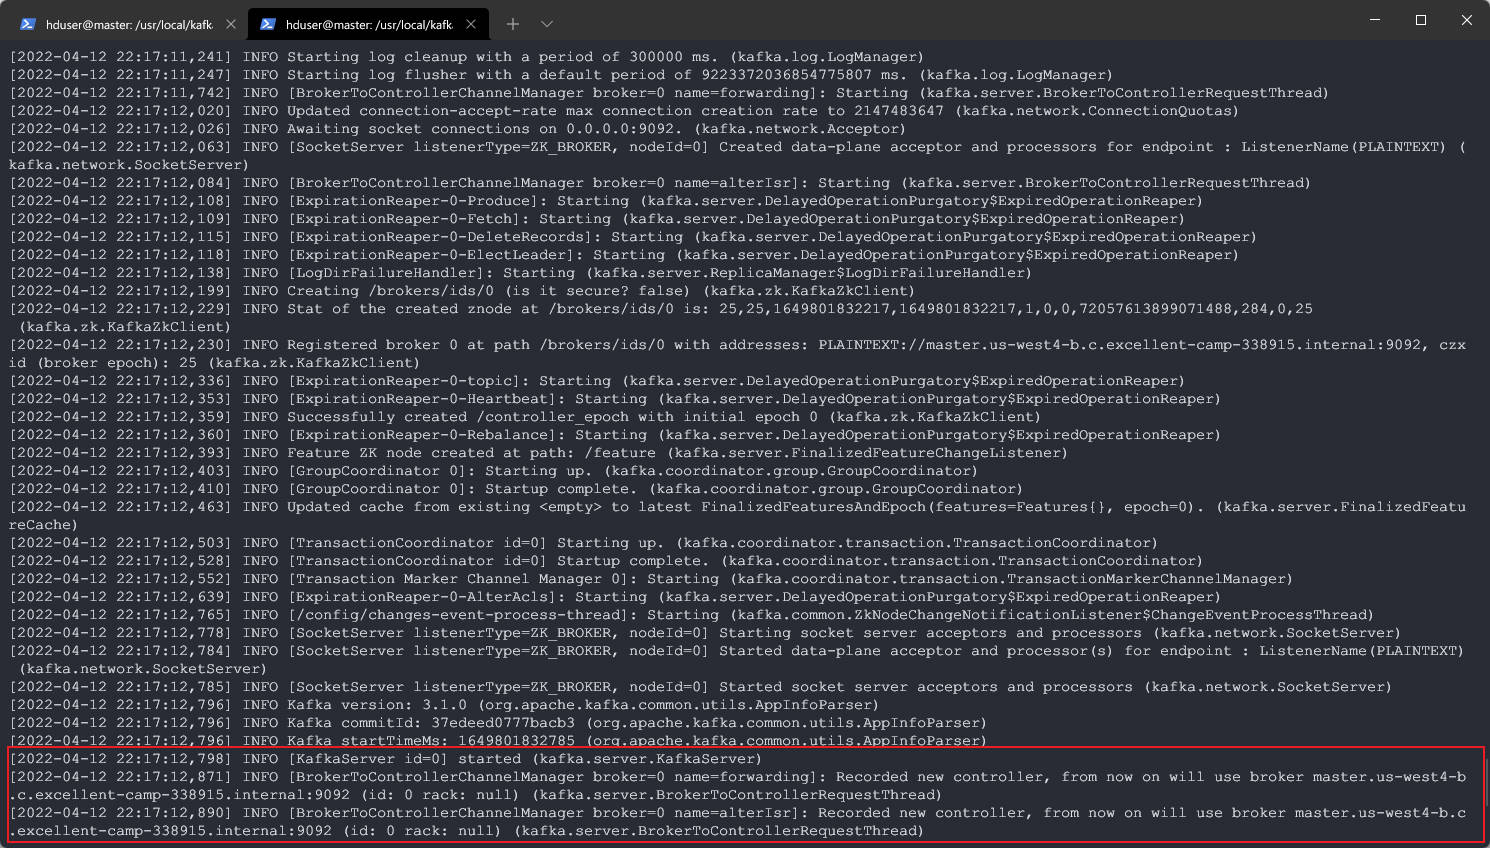 hduser@master: /usr/local/kafk
hduser@master: /usr/local/kafk
[2022-04-12 22:17:11,241] INFO Starting log cleanup with a period of 300000 ms. (kafka.log.LogManager)
[2022-04-12 22:17:11,247] INFO Starting log flusher with a default period of 9223372036854775807 ms. (kafka.log.LogManager)
[2022-04-12 22:17:11,742] INFO [BrokerToControllerChannelManager broker=0 name=forwarding]: Starting (kafka.server.BrokerToControllerRequestThread)
[2022-04-12 22:17:12,020] INFO Updated connection-accept-rate max connection creation rate to 2147483647 (kafka.network.ConnectionQuotas)
[2022-04-12 22:17:12,026] INFO Awaiting socket connections on 0.0.0.0:9092. (kafka.network.Acceptor)
[2022-04-12 22:17:12,063] INFO [SocketServer listenerType=ZK_BROKER, nodeId=0] Created data-plane acceptor and processors for endpoint : ListenerName(PLAINTEXT) (
kafka.network.SocketServer)
[2022-04-12 22:17:12,084] INFO [BrokerToControllerChannelManager broker=0 name=alterIsr]: Starting (kafka.server.BrokerToControllerRequestThread)
[2022-04-12 22:17:12,108] INFO [ExpirationReaper-0-Produce]: Starting (kafka.server.DelayedOperationPurgatory$ExpiredOperationReaper)
[2022-04-12 22:17:12,109] INFO [ExpirationReaper-0-Fetch]: Starting (kafka.server.DelayedOperationPurgatory$ExpiredOperationReaper)
[2022-04-12 22:17:12,115] INFO [ExpirationReaper-0-DeleteRecords]: Starting (kafka.server.DelayedOperationPurgatory$ExpiredOperationReaper)
[2022-04-12 22:17:12,118] INFO [ExpirationReaper-0-ElectLeader]: Starting (kafka.server.DelayedOperationPurgatory$ExpiredOperationReaper)
[2022-04-12 22:17:12,138] INFO [LogDirFailureHandler]: Starting (kafka.server.ReplicaManager$LogDirFailureHandler)
[2022-04-12 22:17:12,199] INFO Creating /brokers/ids/0 (is it secure? false) (kafka.zk.KafkaZkClient)
[2022-04-12 22:17:12,229] INFO Stat of the created znode at /brokers/ids/0 is: 25,25,1649801832217,1649801832217,1,0,0,72057613899071488,284,0,25
(kafka.zk.KafkaZkClient)
[2022-04-12 22:17:12,230] INFO Registered broker 0 at path /brokers/ids/0 with addresses: PLAINTEXT://master.us-west4-b.c.excellent-camp-338915.internal:9092, czx
id (broker epoch): 25 (kafka.zk.KafkaZkClient)
[2022-04-12 22:17:12,336] INFO [ExpirationReaper-0-topic]: Starting (kafka.server.DelayedOperationPurgatory$ExpiredOperationReaper)
[2022-04-12 22:17:12,353] INFO [ExpirationReaper-0-Heartbeat]: Starting (kafka.server.DelayedOperationPurgatory$ExpiredOperationReaper)
[2022-04-12 22:17:12,359] INFO Successfully created /controller_epoch with initial epoch 0 (kafka.zk.KafkaZkClient)
[2022-04-12 22:17:12,360] INFO [ExpirationReaper-0-Rebalance]: Starting (kafka.server.DelayedOperationPurgatory$ExpiredOperationReaper)
[2022-04-12 22:17:12,393] INFO Feature ZK node created at path: /feature (kafka.server.FinalizedFeatureChangeListener)
[2022-04-12 22:17:12,403] INFO [GroupCoordinator 0]: Starting up. (kafka.coordinator.group.GroupCoordinator)
[2022-04-12 22:17:12,410] INFO [GroupCoordinator 0]: Startup complete. (kafka.coordinator.group.GroupCoordinator)
[2022-04-12 22:17:12,463] INFO Updated cache from existing <empty> to latest FinalizedFeaturesAndEpoch(features=Features{}, epoch=0). (kafka.server.FinalizedFeatu
reCache)
[2022-04-12 22:17:12,503] INFO [TransactionCoordinator id=0] Starting up. (kafka.coordinator.transaction.TransactionCoordinator)
[2022-04-12 22:17:12,528] INFO [TransactionCoordinator id=0] Startup complete. (kafka.coordinator.transaction.TransactionCoordinator)
[2022-04-12 22:17:12,552] INFO [Transaction Marker Channel Manager 0]: Starting (kafka.coordinator.transaction.TransactionMarkerChannelManager)
[2022-04-12 22:17:12,639] INFO [ExpirationReaper-0-AlterAcls]: Starting (kafka.server.DelayedOperationPurgatory$ExpiredOperationReaper)
[2022-04-12 22:17:12,765] INFO [/config/changes-event-process-thread]: Starting (kafka.common.ZkNodeChangeNotificationListener$ChangeEventProcessThread)
[2022-04-12 22:17:12,778] INFO [SocketServer listenerType=ZK_BROKER, nodeId=0] Starting socket server acceptors and processors (kafka.network.SocketServer)
[2022-04-12 22:17:12,784] INFO [SocketServer listenerType=ZK_BROKER, nodeId=0] Started data-plane acceptor and processor(s) for endpoint : ListenerName(PLAINTEXT)
(kafka.network.SocketServer)
[2022-04-12 22:17:12,785] INFO [SocketServer listenerType=ZK_BROKER, nodeId=0] Started socket server acceptors and processors (kafka.network.SocketServer)
[2022-04-12 22:17:12,796] INFO Kafka version: 3.1.0 (org.apache.kafka.common.utils.AppInfoParser)
[2022-04-12 22:17:12,796] INFO Kafka commitId: 37edeed0777bacb3 (org.apache.kafka.common.utils.AppInfoParser)
[2022-04-12 22:17:12,796] INFO Kafka startTimeMs: 1649801832785 (org.apache.kafka.common.utils.AppInfoParser)
[2022-04-12 22:17:12,798] INFO [KafkaServer id=0] started (kafka.server.KafkaServer)
[2022-04-12 22:17:12,871] INFO [BrokerToControllerChannelManager broker=0 name=forwarding]: Recorded new controller, from now on will use broker master.us-west4-b
.c.excellent-camp-338915.internal:9092 (id: 0 rack: null) (kafka.server.BrokerToControllerRequestThread)
[2022-04-12 22:17:12,890] INFO [BrokerToControllerChannelManager broker=0 name=alterIsr]: Recorded new controller, from now on will use broker master.us-west4-b.c
.excellent-camp-338915.internal:9092 (id: 0 rack: null) (kafka.server.BrokerToControllerRequestThread)